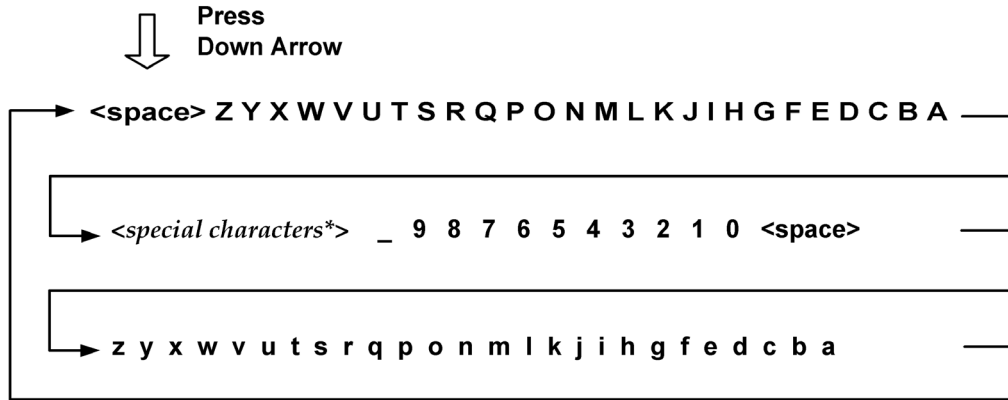 Press
Down Arrow
<space> Z Y X W V U T S R Q P O N M L K J I H G F E D C B A
<special characters*> _ 9 8 7 6 5 4 3 2 1 0 <space>
z y x w v u t s r q p o n m l k j i h g f e d c b a